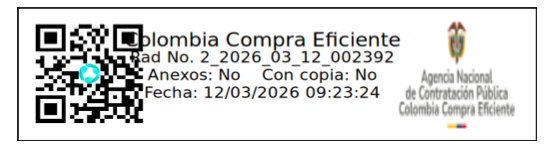 Colombia Compra Eficiente
Rad No. 2_2026_03_12_002392
Anexos: No Con copia: No
Fecha: 12/03/2026 09:23:24
Agencia Nacional
de Contratación Pública
Colombia Compra Eficiente